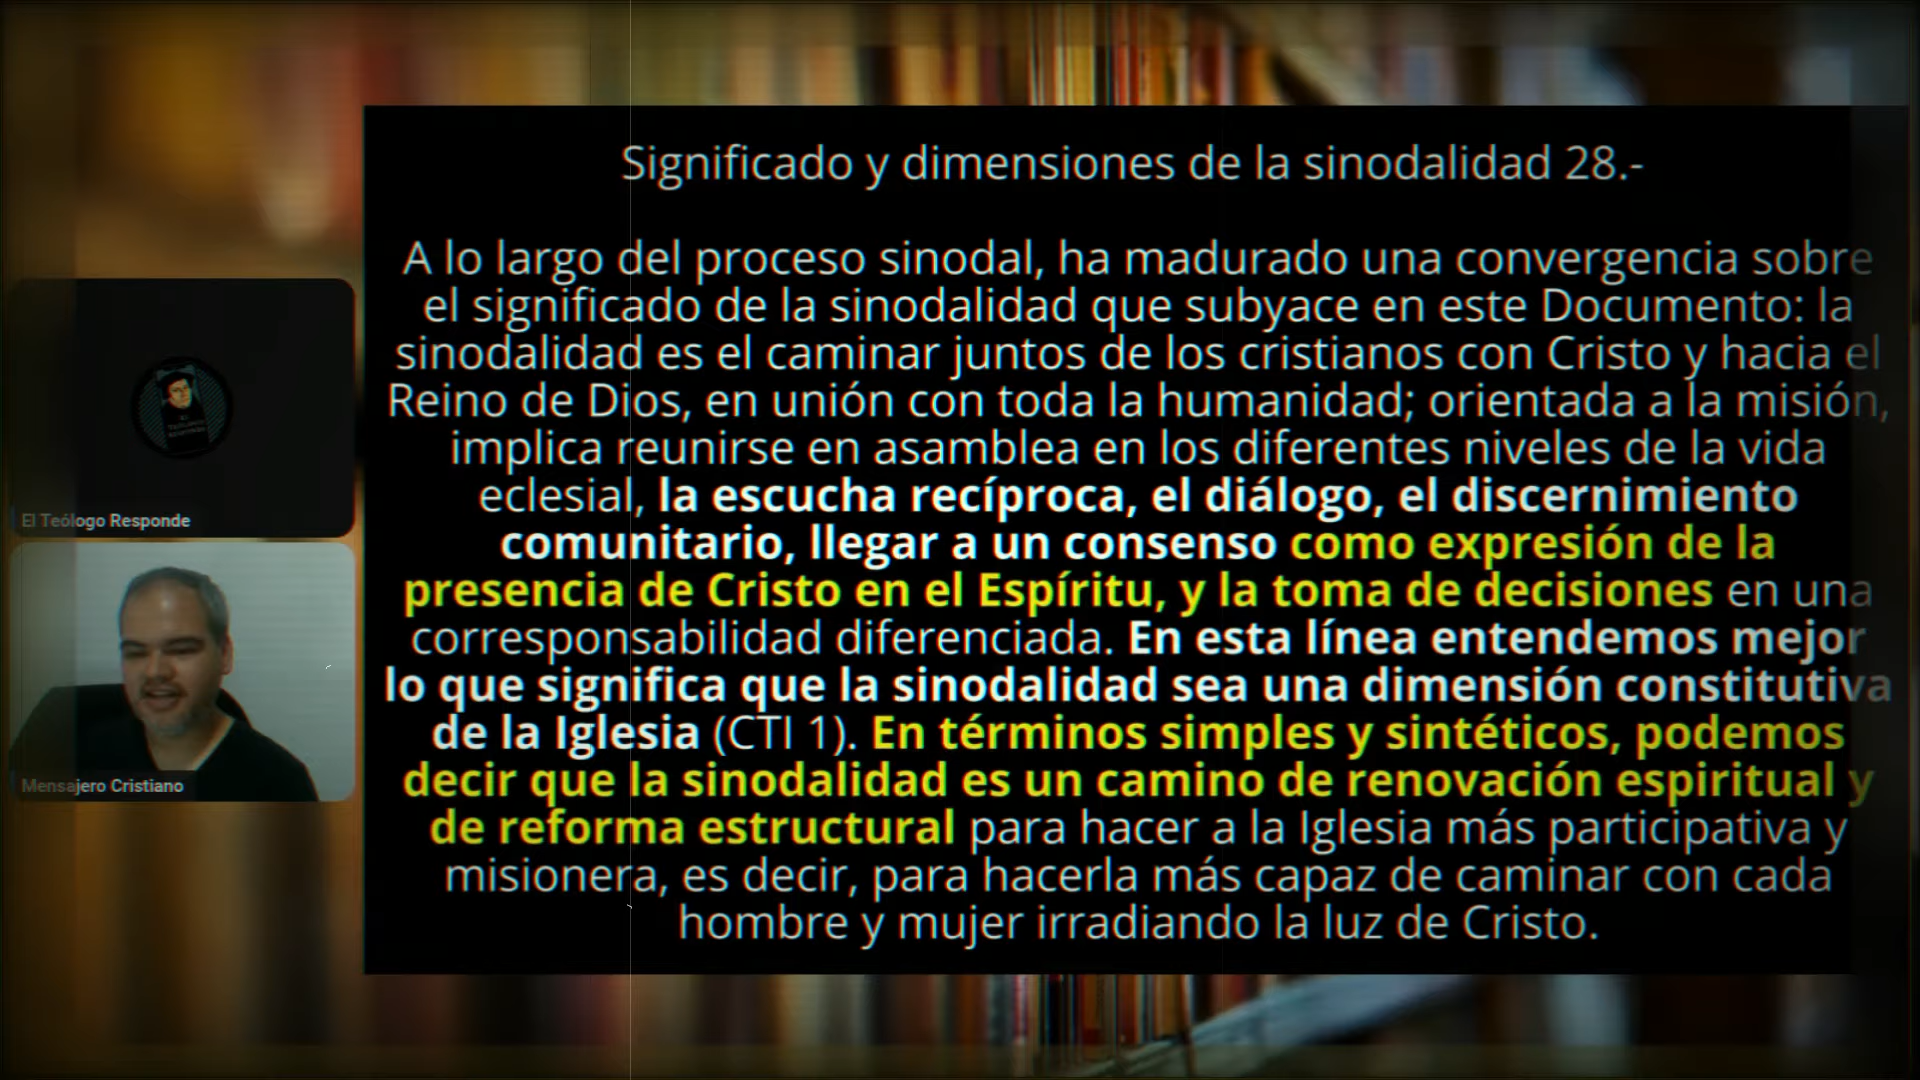 Significado y dimensiones de la sinodalidad 28.-
A lo largo del proceso sinodal, ha madurado una convergencia sobre
el significado de la sinodalidad que subyace en este Documento: la
sinodalidad es el caminar juntos de los cristianos con Cristo y hacia el
Reino de Dios, en unión con toda la humanidad; orientada a la misión,
implica reunirse en asamblea en los diferentes niveles de la vida
eclesial, la escucha recíproca, el diálogo, el discernimiento
comunitario, llegar a un consenso como expresión de la
presencia de Cristo en el Espíritu, y la toma de decisiones en una
corresponsabilidad diferenciada. En esta línea entendemos mejor
lo que significa que la sinodalidad sea una dimensión constitutiva
de la Iglesia (CTI 1). En términos simples y sintéticos, podemos
decir que la sinodalidad es un camino de renovación espiritual y
de reforma estructural para hacer a la Iglesia más participativa y
misionera, es decir, para hacerla más capaz de caminar con cada
hombre y mujer irradiando la luz de Cristo.
El Teólogo Responde
Mensajero Cristiano